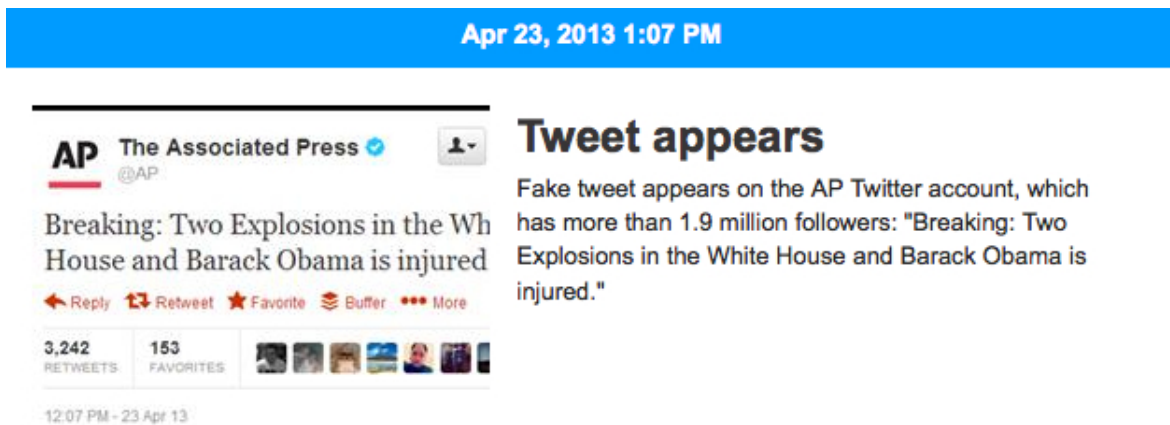 Apr 23, 2013 1:07 PM
AP
The Associated Press
@AP
Breaking: Two Explosions in the Wh
House and Barack Obama is injured
Reply Retweet Favorite Buffer More
3,242 153
RETWEETS FAVORITES
12:07 PM - 23 Apr 13
Tweet appears
Fake tweet appears on the AP Twitter account, which
has more than 1.9 million followers: "Breaking: Two
Explosions in the White House and Barack Obama is
injured."